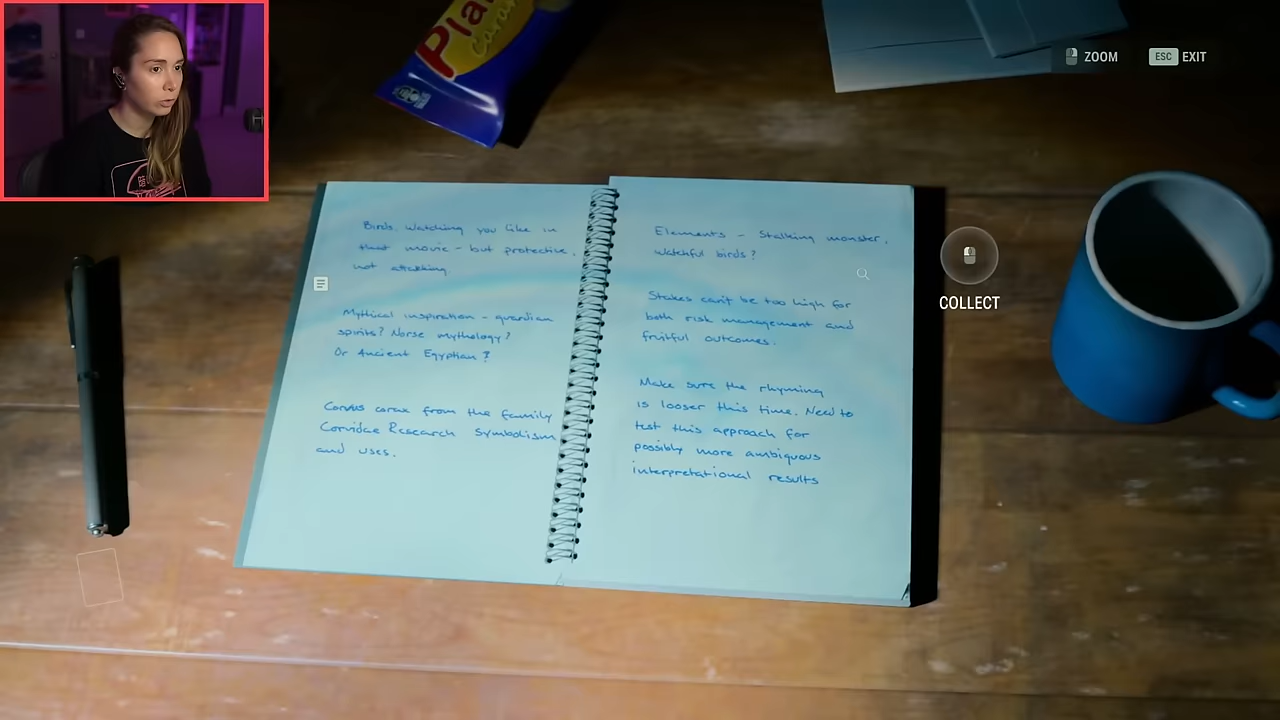 Pla
Cara
ZOOM
ESC EXIT
Birds. Watching you like in
that movie - but protective,
not attacking.
Mythical inspiration - guardian
spirits? Norse mythology?
Or Ancient Egyptian?
Corvus corax from the family
Corvidae Research symbolism
and uses.
Elements - Stalking monster,
watchful birds?
Stakes can't be too high for
both risk management and
fruitful outcomes.
Make sure the rhyming
is looser this time. Need to
test this approach for
possibly more ambiguous
interpretational results
COLLECT